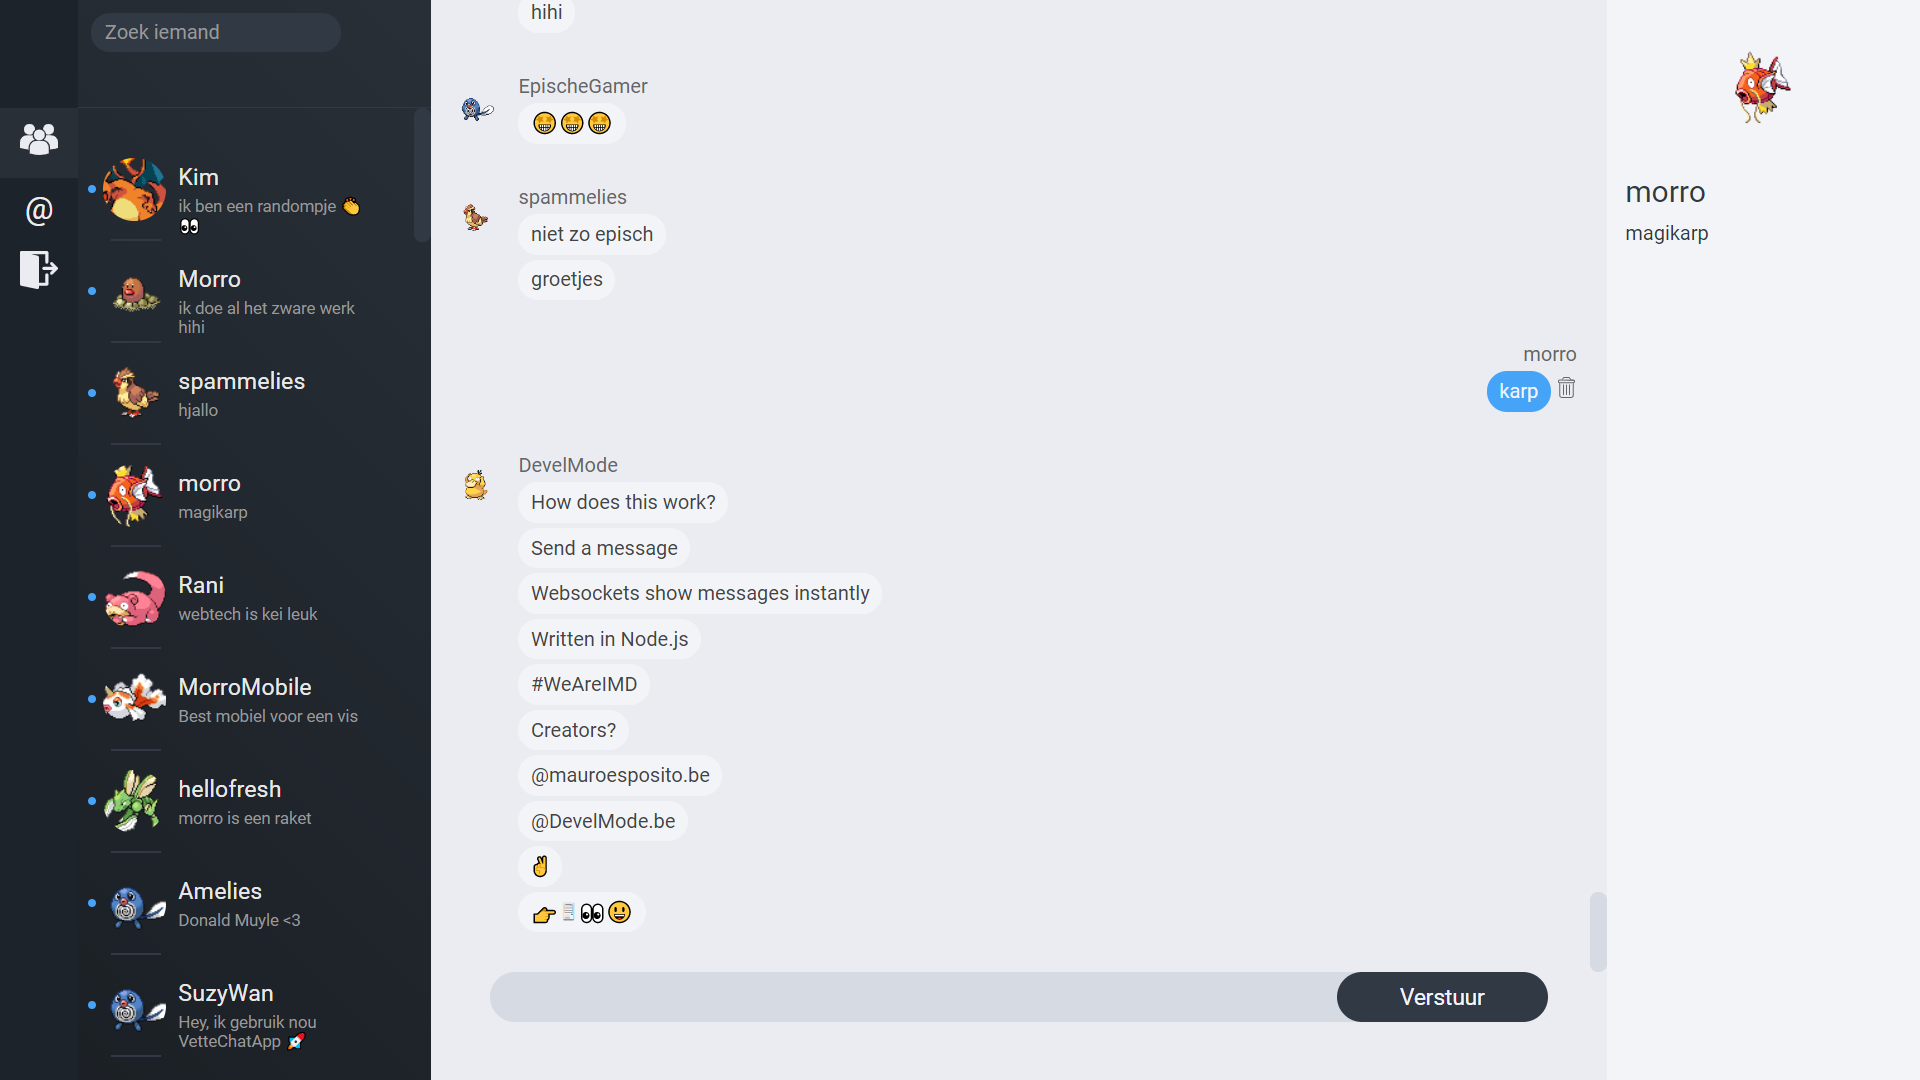 Zoek iemand
@
Kim
ik ben een randompje 👏
👀
Morro
ik doe al het zware werk
hihi
spammelies
hjallo
morro
magikarp
Rani
webtech is kei leuk
MorroMobile
Best mobiel voor een vis
hellofresh
morro is een raket
Amelies
Donald Muyle <3
SuzyWan
Hey, ik gebruik nou
VetteChatApp 🚀
hihi
EpischeGamer
🤩🤩🤩
spammelies
niet zo episch
groetjes
morro
karp
DevelMode
How does this work?
Send a message
Websockets show messages instantly
Written in Node.js
#WeAreIMD
Creators?
@mauroesposito.be
@DevelMode.be
✌
👉🧻👀😃
Verstuur
morro
magikarp